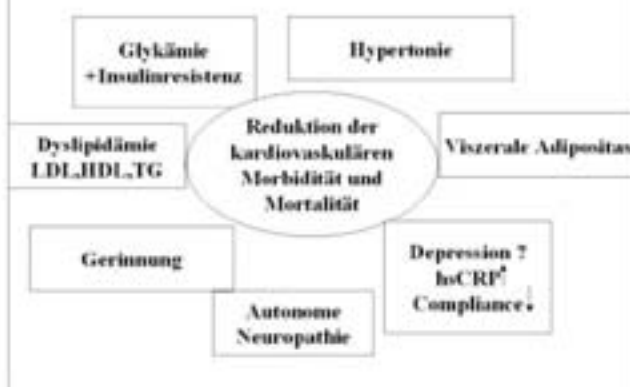 Glykämie
+Insulinresistenz
Hypertonie
Dyslipidämie
LDL,HDL,TG
Reduktion der
kardiovaskulären
Morbidität und
Mortalität
Viszerale Adipositas
Gerinnung
Depression ?
hsCRP↑
Compliance↓
Autonome
Neuropathie